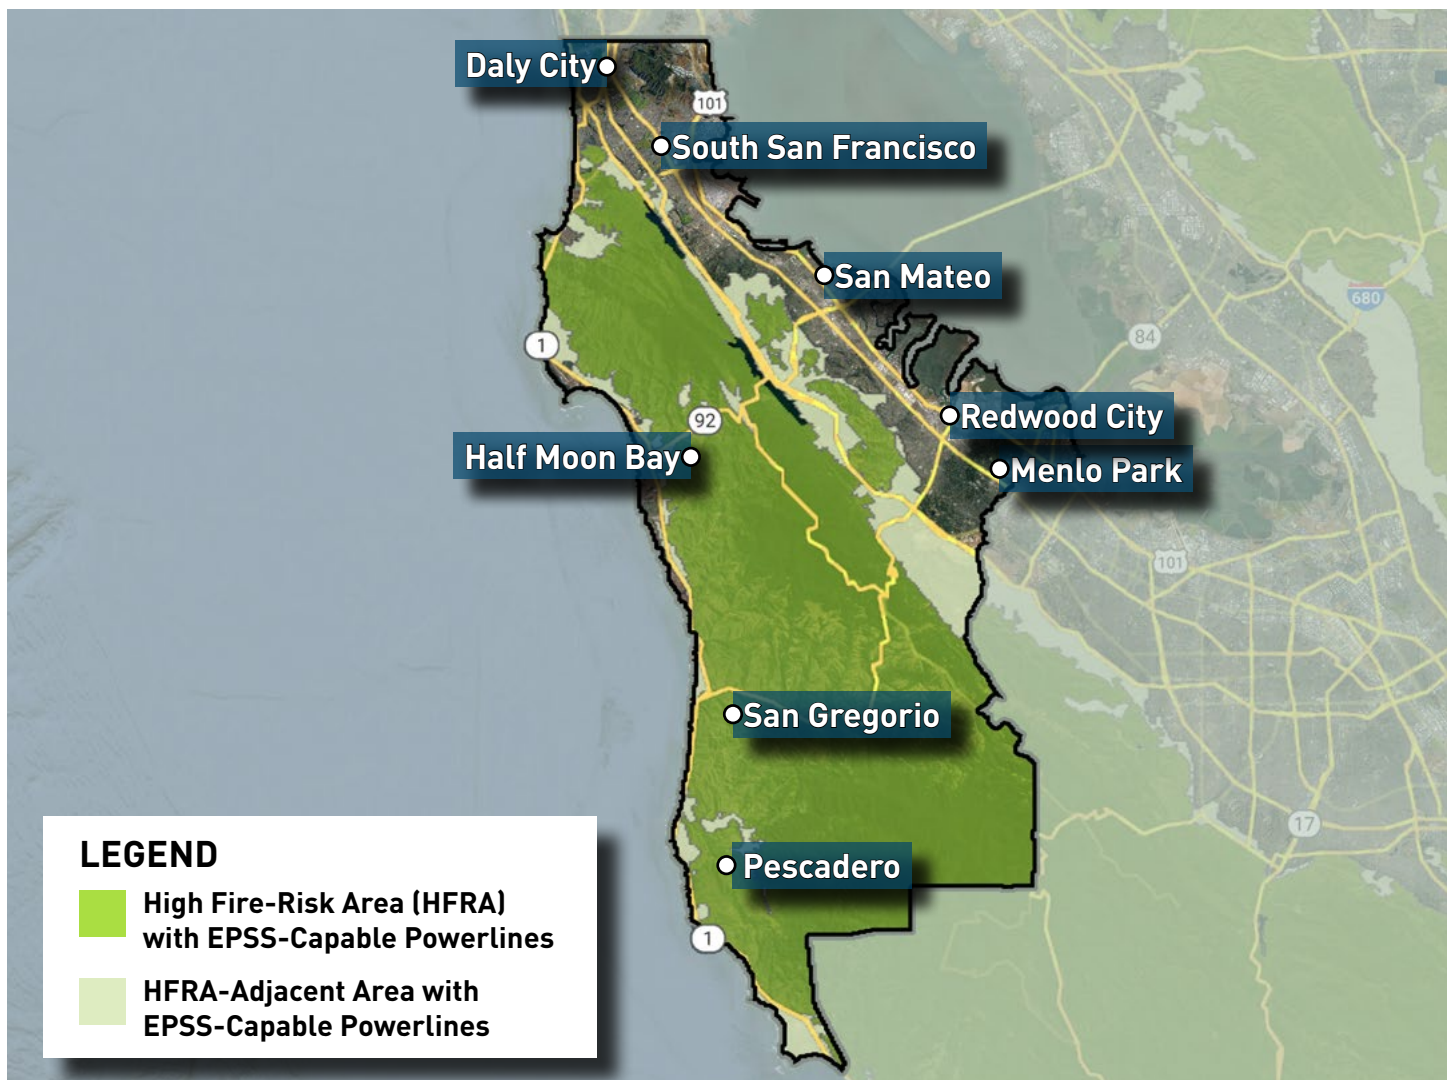 Daly City
101
South San Francisco
San Mateo
680
1
84
Redwood City
92
Half Moon Bay
Menlo Park
101
San Gregorio
17
LEGEND
Pescadero
High Fire-Risk Area (HFRA)
with EPSS-Capable Powerlines
1
HFRA-Adjacent Area with
EPSS-Capable Powerlines